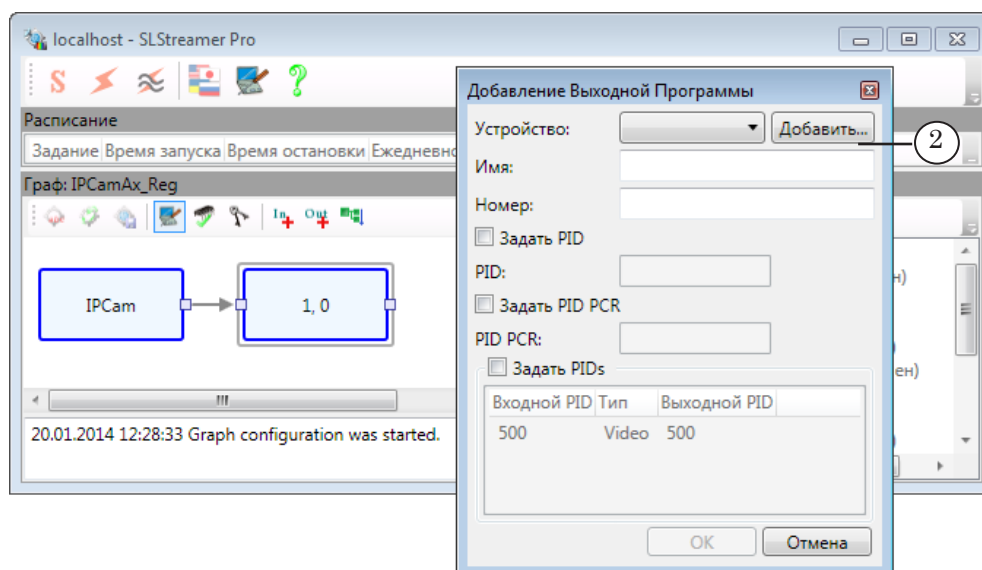 localhost - SLStreamer Pro
Расписание
Задание Время запуска Время остановки Ежедневно
Граф: IPCamAx_Reg
In Out
IPCam
1, 0
20.01.2014 12:28:33 Graph configuration was started.
н)
ен)
Добавление Выходной Программы
Устройство:
Добавить...
2
Имя:
Номер:
Задать PID
PID:
Задать PID PCR
PID PCR:
Задать PIDs
Входной PID Тип Выходной PID
500 Video 500
OK Отмена